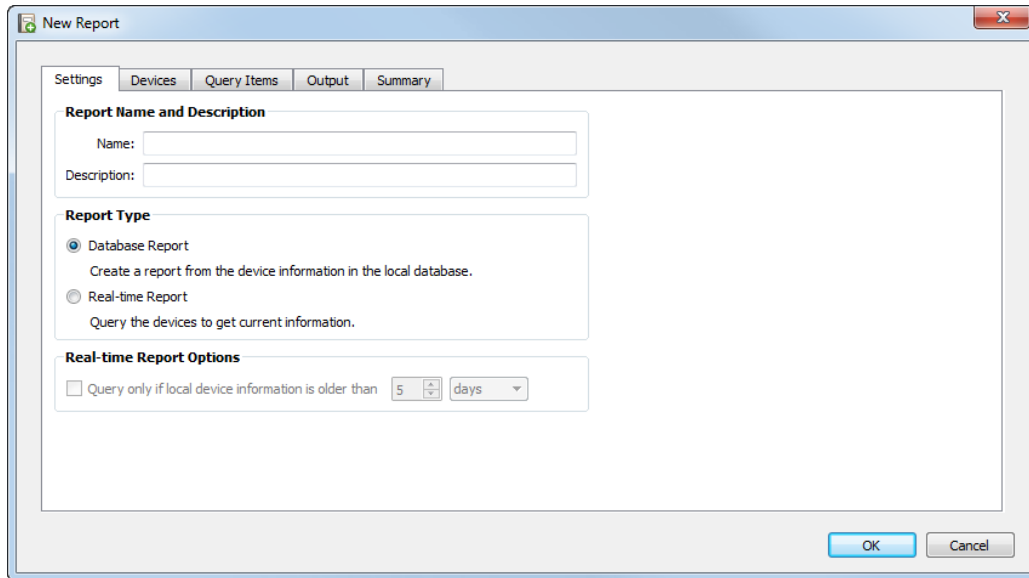 New Report
Settings Devices Query Items Output Summary
Report Name and Description
Name:
Description:
Report Type
Database Report
Create a report from the device information in the local database.
Real-time Report
Query the devices to get current information.
Real-time Report Options
Query only if local device information is older than 5 days
OK Cancel